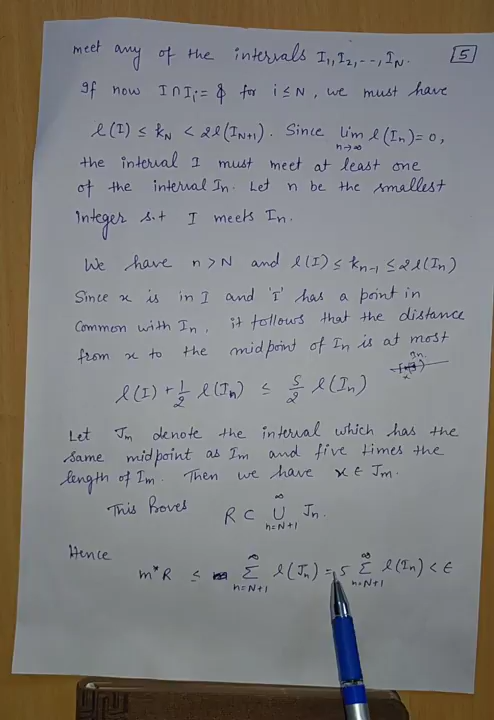 meet any of the intervals I₁, I₂, --, I_N. [5]
If now I ∩ I_i = ϕ for i ≤ N, we must have
l(I) ≤ k_N < 2l(I_{N+1}). Since lim_{n→∞} l(I_n) = 0,
the interval I must meet at least one
of the interval I_n. Let n be the smallest
integer s.t I meets I_n.
We have n > N and l(I) ≤ k_{n-1} ≤ 2l(I_n)
Since x is in I and 'I' has a point in
Common with I_n, it follows that the distance
from x to the midpoint of I_n is at most
l(I) + 1/2 l(I_n) ≤ 5/2 l(I_n)
Let J_m denote the interval which has the
same midpoint as I_m and five times the
length of I_m. Then we have x ∈ J_m.
This Proves R ⊂ ∪_{n=N+1}^∞ J_n.
Hence
m*R ≤ ∑_{n=N+1}^∞ l(J_n) = 5 ∑_{n=N+1}^∞ l(I_n) < ε